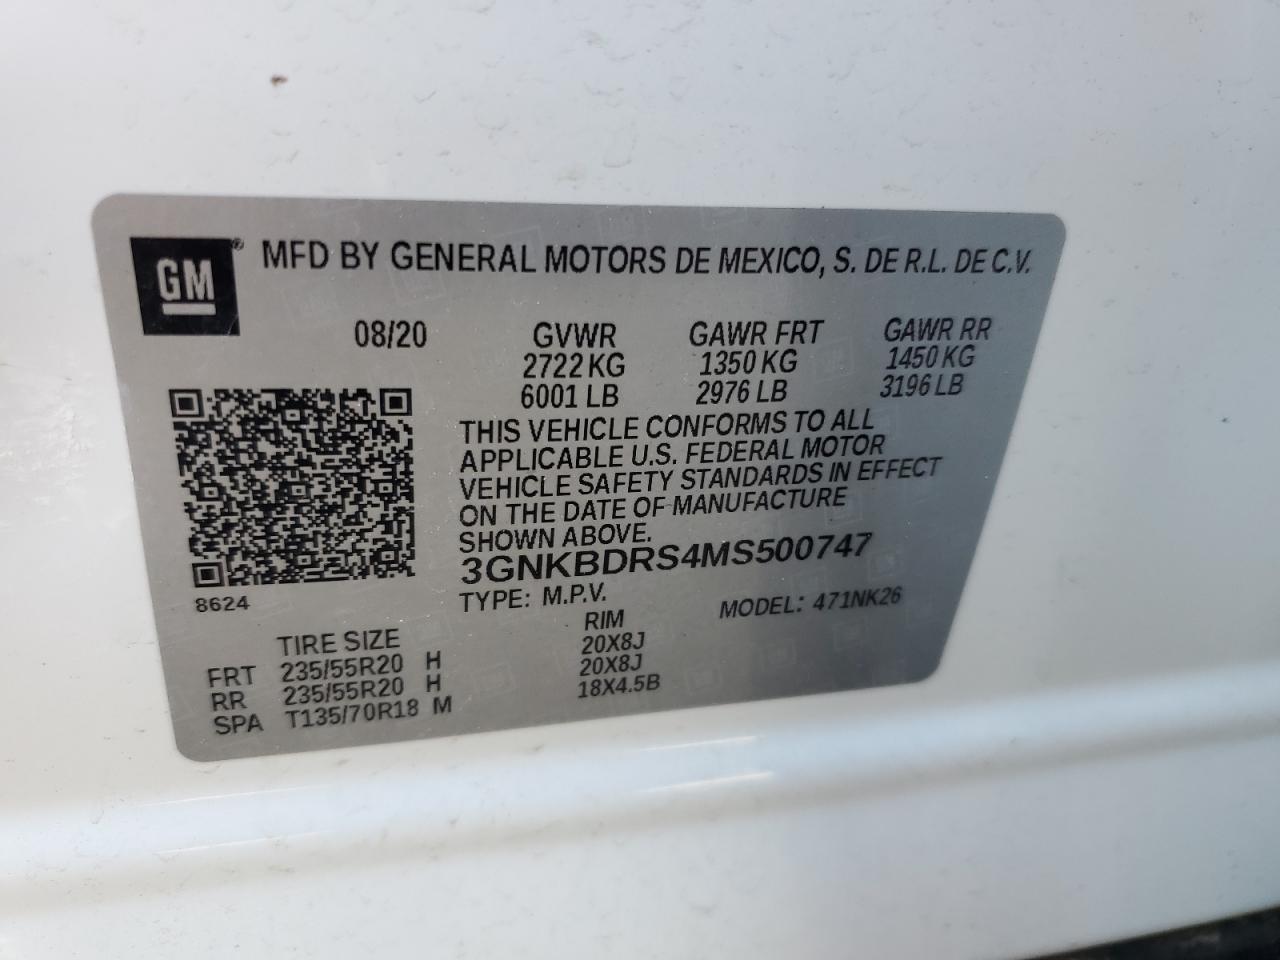 GM®
MFD BY GENERAL MOTORS DE MEXICO, S. DE R.L. DE C.V.
08/20 GVWR GAWR FRT GAWR RR
2722 KG 1350 KG 1450 KG
6001 LB 2976 LB 3196 LB
THIS VEHICLE CONFORMS TO ALL
APPLICABLE U.S. FEDERAL MOTOR
VEHICLE SAFETY STANDARDS IN EFFECT
ON THE DATE OF MANUFACTURE
SHOWN ABOVE.
3GNKBDRS4MS500747
8624
TYPE: M.P.V. MODEL: 471NK26
TIRE SIZE RIM
FRT 235/55R20 H 20X8J
RR 235/55R20 H 20X8J
SPA T135/70R18 M 18X4.5B